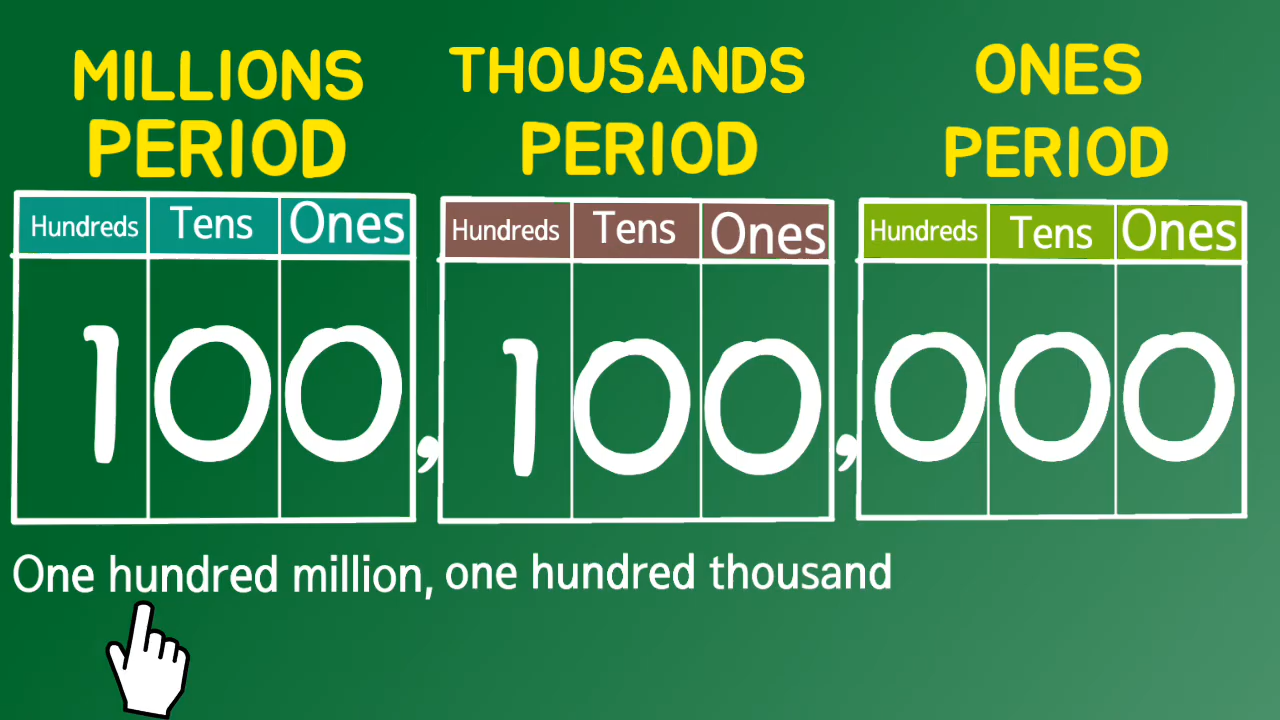 MILLIONS PERIOD
THOUSANDS PERIOD
ONES PERIOD
Hundreds Tens Ones Hundreds Tens Ones Hundreds Tens Ones
100,100,000
One hundred million, one hundred thousand